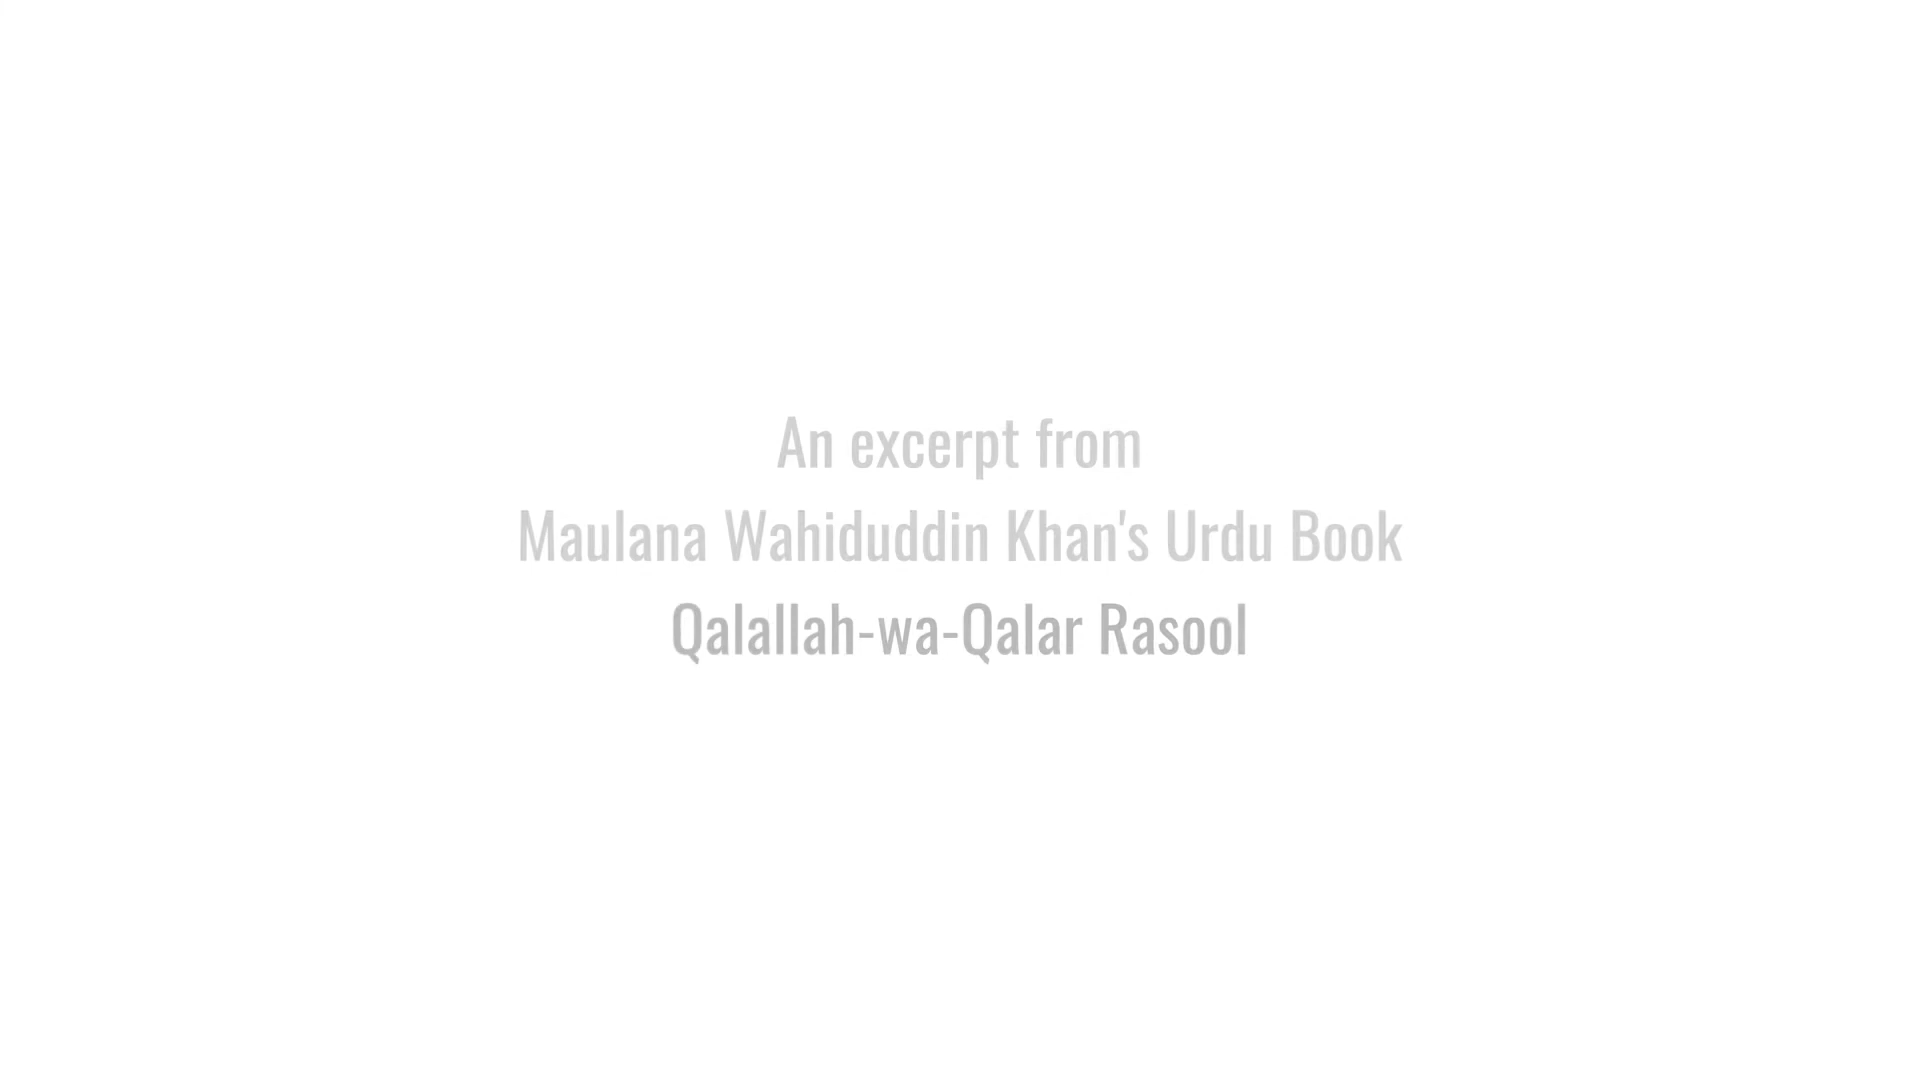 An excerpt from
Maulana Wahiduddin Khan's Urdu Book
Qalallah-wa-Qalar Rasool